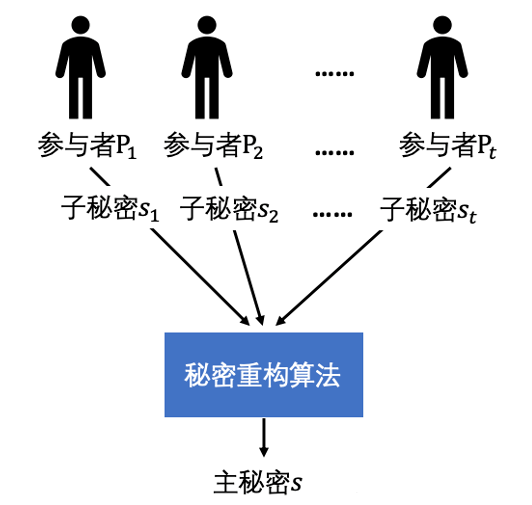 ……
参与者P₁ 参与者P₂ …… 参与者Pₜ
子秘密s₁ 子秘密s₂ …… 子秘密sₜ
秘密重构算法
主秘密s